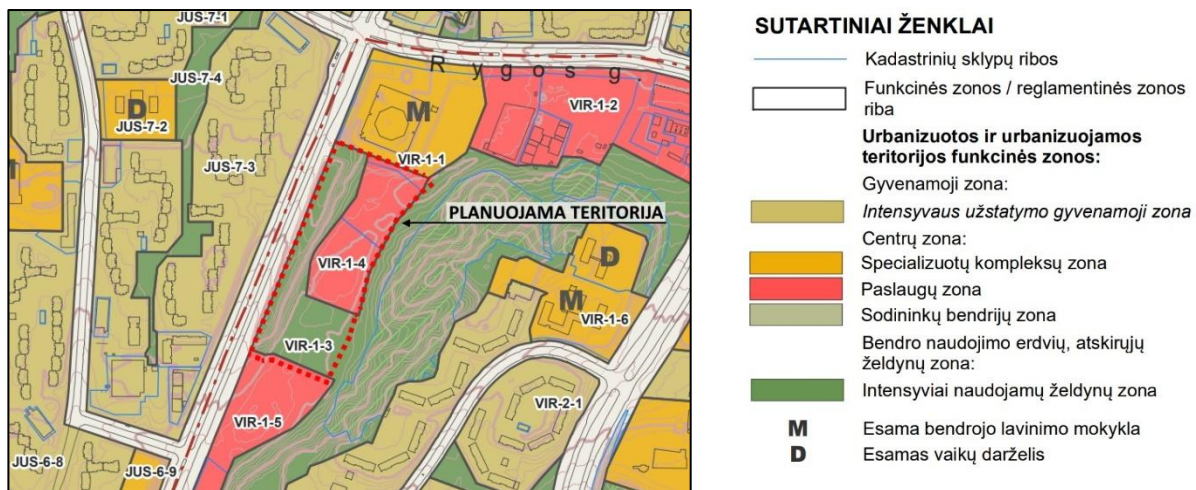 JUS-7-1
R y g o s g
JUS-7-4
M
VIR-1-2
D
JUS-7-2
JUS-7-3
VIR-1-1
PLANUOJAMA TERITORIJA
D
VIR-1-4
M
VIR-1-6
VIR-1-3
VIR-2-1
VIR-1-5
JUS-6-8
JUS-6-9
SUTARTINIAI ŽENKLAI
Kadastrinių sklypų ribos
Funkcinės zonos / reglamentinės zonos
riba
Urbanizuotos ir urbanizuojamos
teritorijos funkcinės zonos:
Gyvenamoji zona:
Intensyvaus užstatymo gyvenamoji zona
Centrų zona:
Specializuotų kompleksų zona
Paslaugų zona
Sodininkų bendrijų zona
Bendro naudojimo erdvių, atskirųjų
želdynų zona:
Intensyviai naudojamų želdynų zona
M Esama bendrojo lavinimo mokykla
D Esamas vaikų darželis